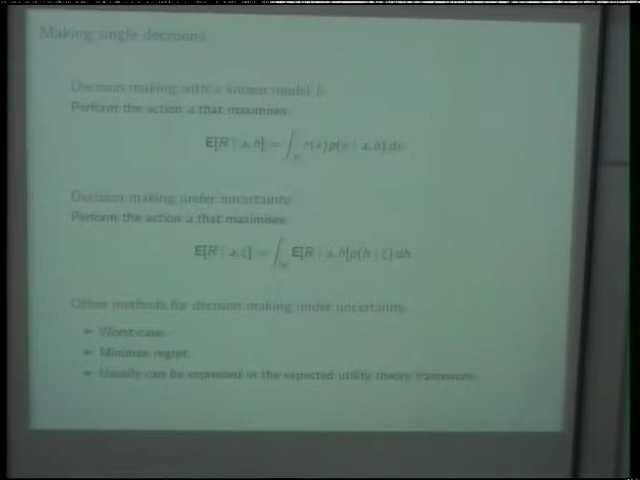 Making single decisions
Decision making with a known model h
Perform the action a that maximises
E[R | a, h] = ∫ r(x)p(x | a, h) dx
Decision making under uncertainty
Perform the action a that maximises
E[R | a, ξ] = ∫ E[R | a, h]p(h | ξ) dh
Other methods for decision making under uncertainty
Worst-case
Minimax regret.
Usually can be expressed in the expected utility theory framework.